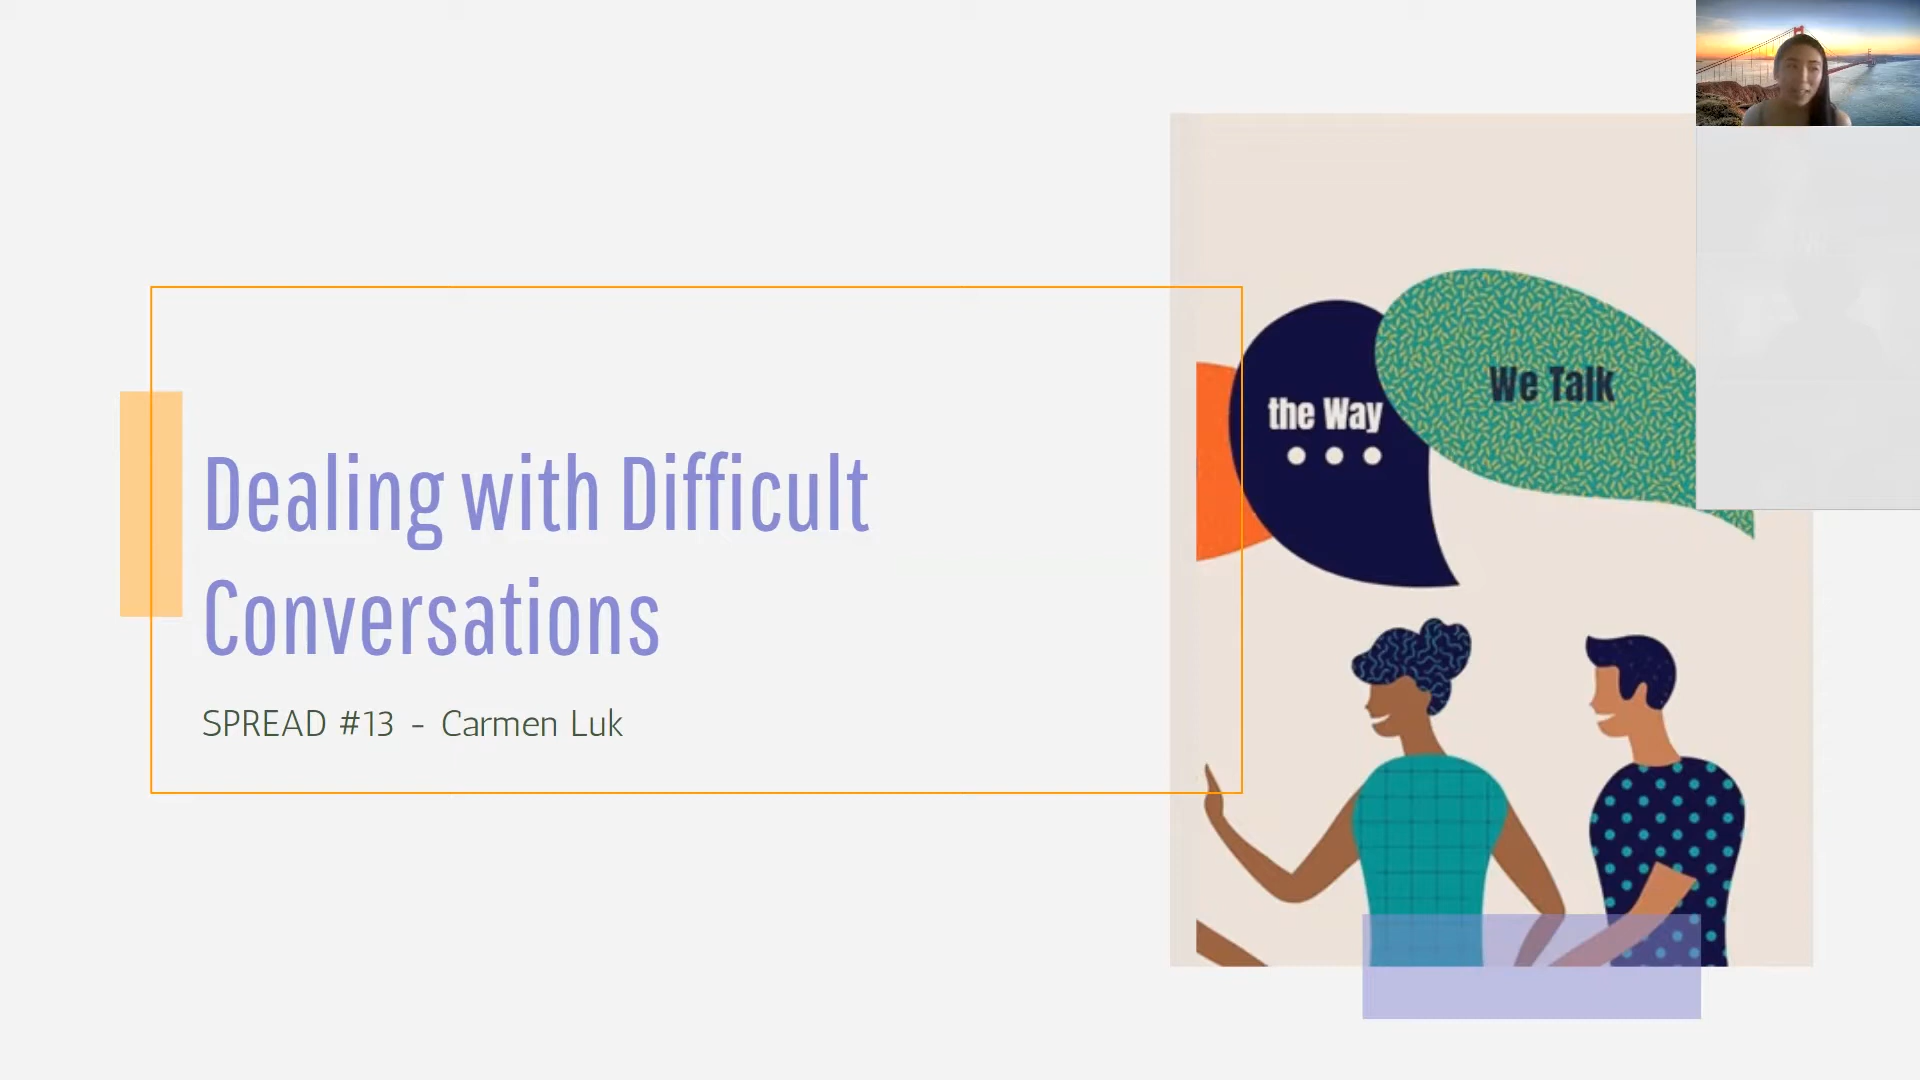 Dealing with Difficult
Conversations
SPREAD #13 - Carmen Luk
the Way
We Talk